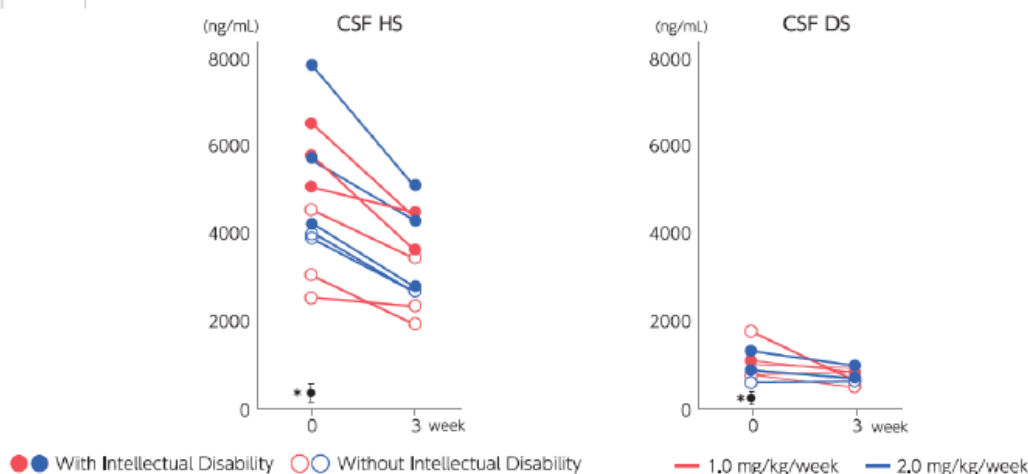 CSF HS
(ng/mL)
8000
6000
4000
2000
0
*
0 3 week
CSF DS
(ng/mL)
8000
6000
4000
2000
0
*
0 3 week
With Intellectual Disability Without Intellectual Disability 1.0 mg/kg/week 2.0 mg/kg/week